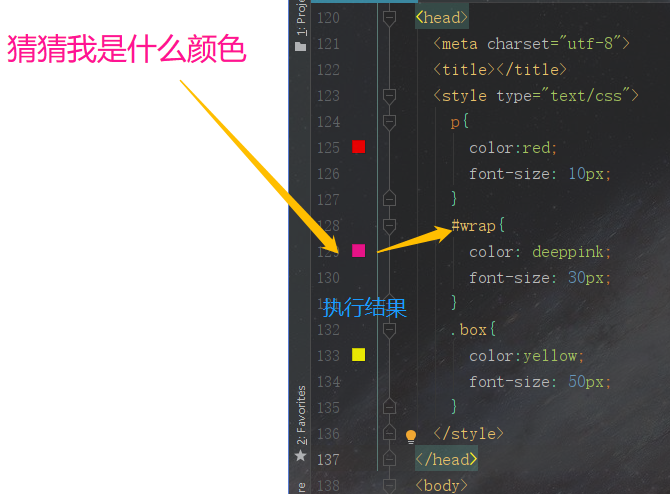 猜猜我是什么颜色
1: Proje
120 <head>
121 <meta charset="utf-8">
122 <title></title>
123 <style type="text/css">
124 p{
125 color:red;
126 font-size: 10px;
127 }
128 #wrap{
129 color: deeppink;
130 font-size: 30px;
131 }
执行结果
132 .box{
133 color:yellow;
134 font-size: 50px;
135 }
136 </style>
137 </head>
138 <body>
2: Favorites
re